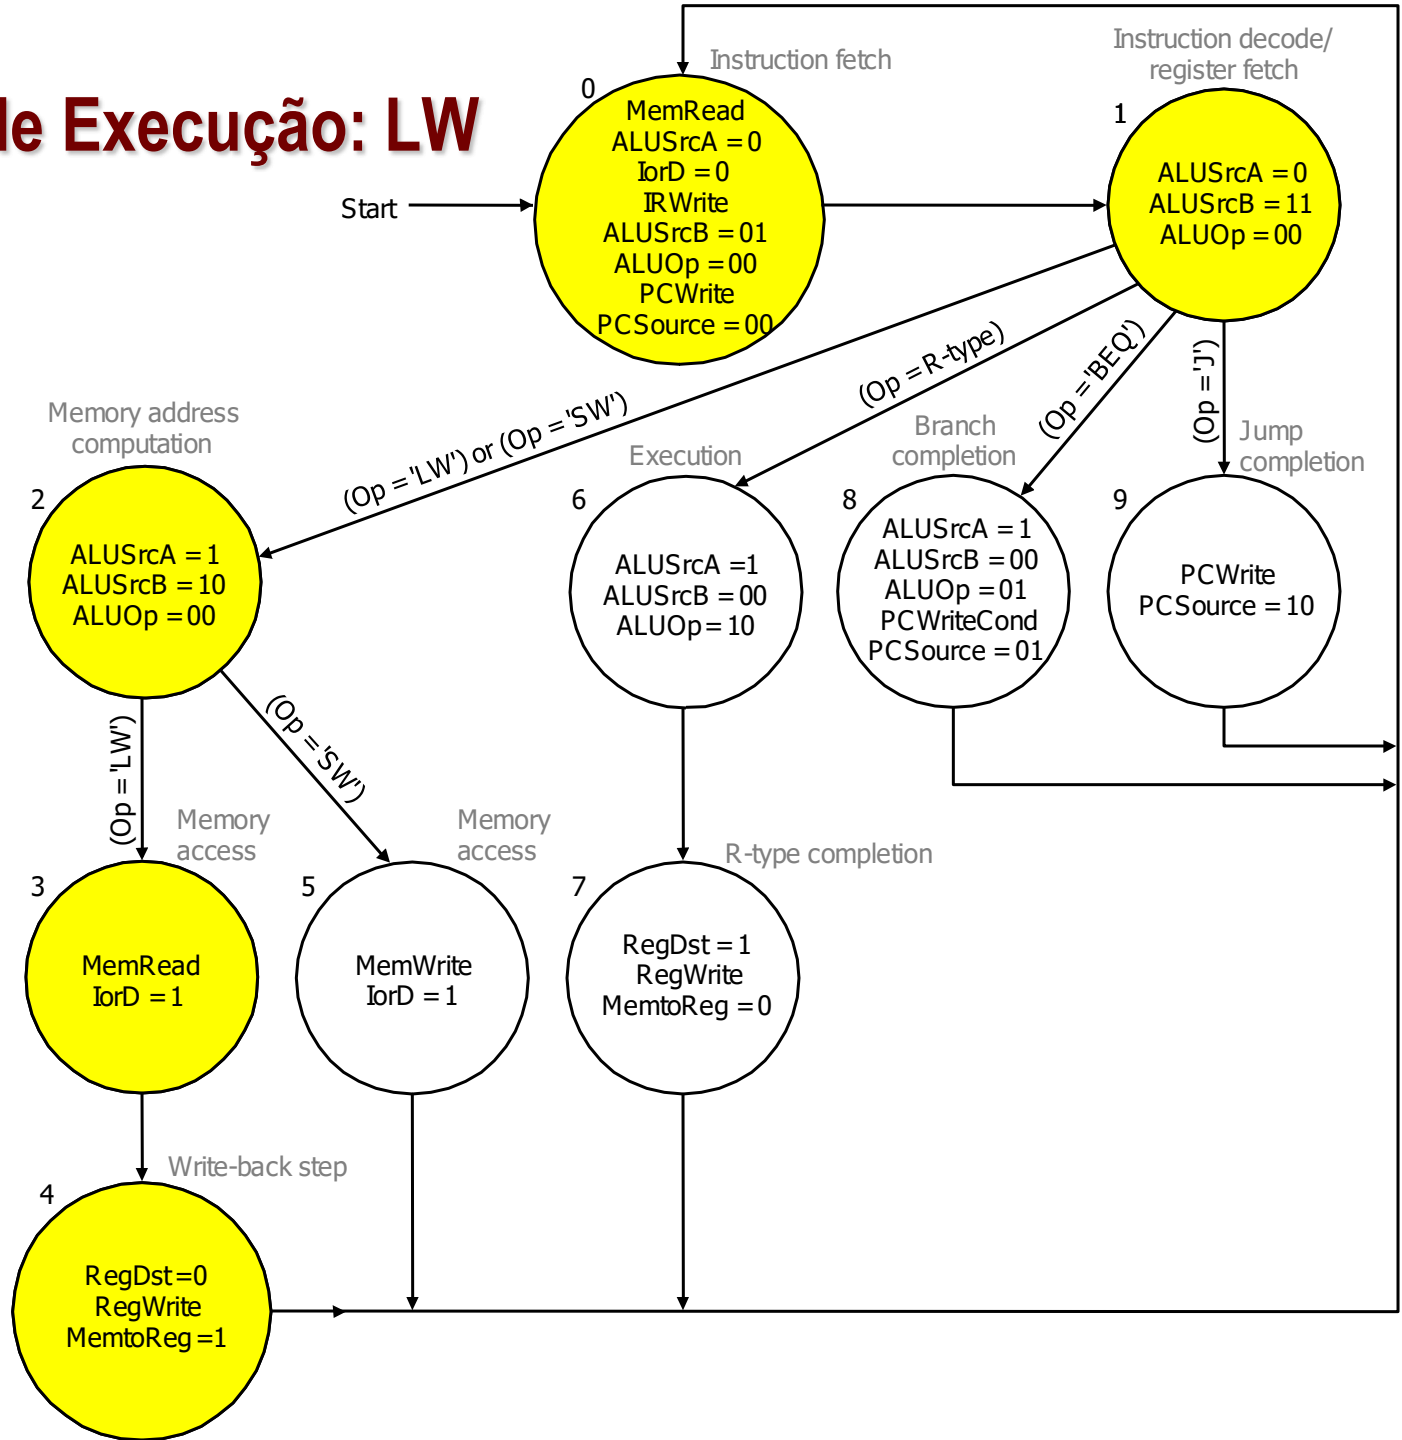 de Execução: LW
Start
Instruction fetch
0
MemRead
ALUSrcA = 0
IorD = 0
IRWrite
ALUSrcB = 01
ALUOp = 00
PCWrite
PCSource = 00
Instruction decode/
register fetch
1
ALUSrcA = 0
ALUSrcB = 11
ALUOp = 00
(Op = 'LW') or (Op = 'SW')
(Op = R-type)
(Op = 'BEQ')
(Op = 'J')
Memory address
computation
2
ALUSrcA = 1
ALUSrcB = 10
ALUOp = 00
Execution
6
ALUSrcA =1
ALUSrcB = 00
ALUOp= 10
Branch
completion
8
ALUSrcA = 1
ALUSrcB = 00
ALUOp = 01
PCWriteCond
PCSource = 01
Jump
completion
9
PCWrite
PCSource = 10
(Op = 'LW')
(Op = 'SW')
Memory
access
3
MemRead
IorD = 1
Memory
access
5
MemWrite
IorD = 1
R-type completion
7
RegDst = 1
RegWrite
MemtoReg = 0
Write-back step
4
RegDst=0
RegWrite
MemtoReg =1